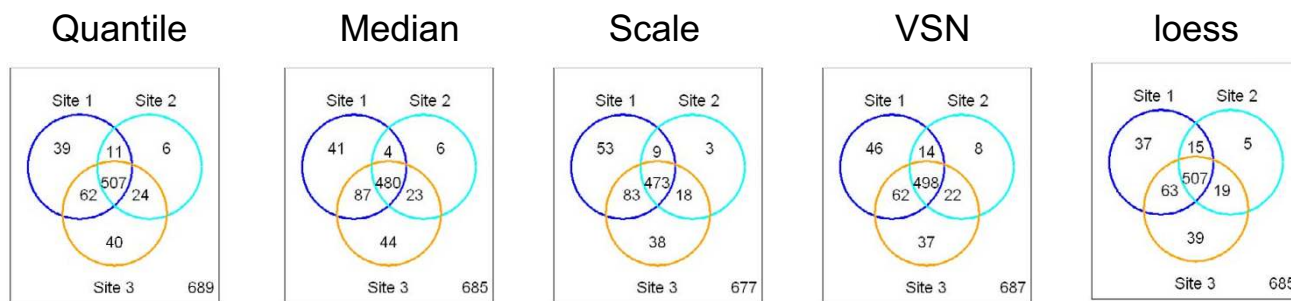 Quantile
Median
Scale
VSN
loess
Site 1 Site 2
39 11 6
507
62 24
40
Site 3 689
Site 1 Site 2
41 4 6
480
87 23
44
Site 3 685
Site 1 Site 2
53 9 3
473
83 18
38
Site 3 677
Site 1 Site 2
46 14 8
498
62 22
37
Site 3 687
Site 1 Site 2
37 15 5
507
63 19
39
Site 3 685